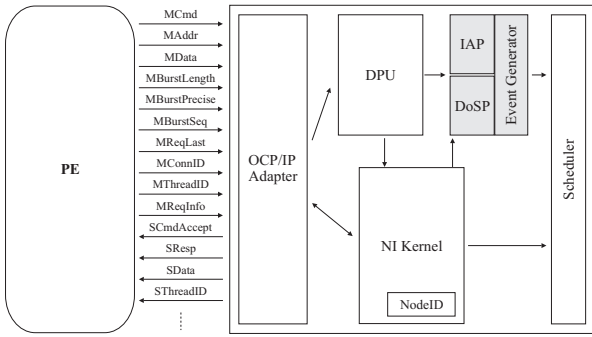 PE
MCmd
MAddr
MData
MBurstLength
MBurstPrecise
MBurstSeq
MReqLast
MConnID
MThreadID
MReqInfo
SCmdAccept
SResp
SData
SThreadID
OCP/IP
Adapter
DPU
IAP
DoSP
Event Generator
NI Kernel
NodeID
Scheduler